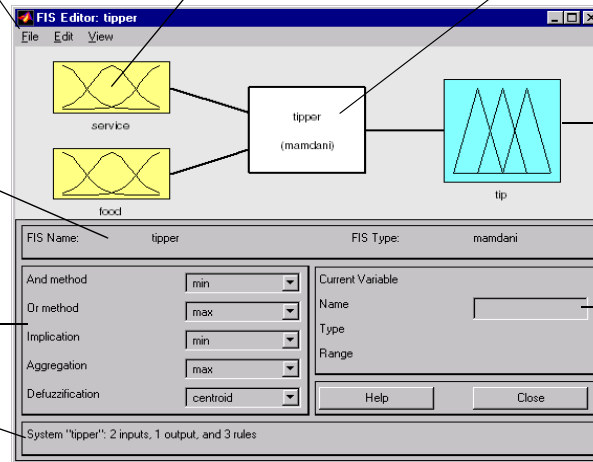 FIS Editor: tipper
File Edit View
service
food
tipper
(mamdani)
tip
FIS Name: tipper FIS Type: mamdani
And method min
Or method max
Implication min
Aggregation max
Defuzzification centroid
Current Variable
Name
Type
Range
Help Close
System "tipper": 2 inputs, 1 output, and 3 rules